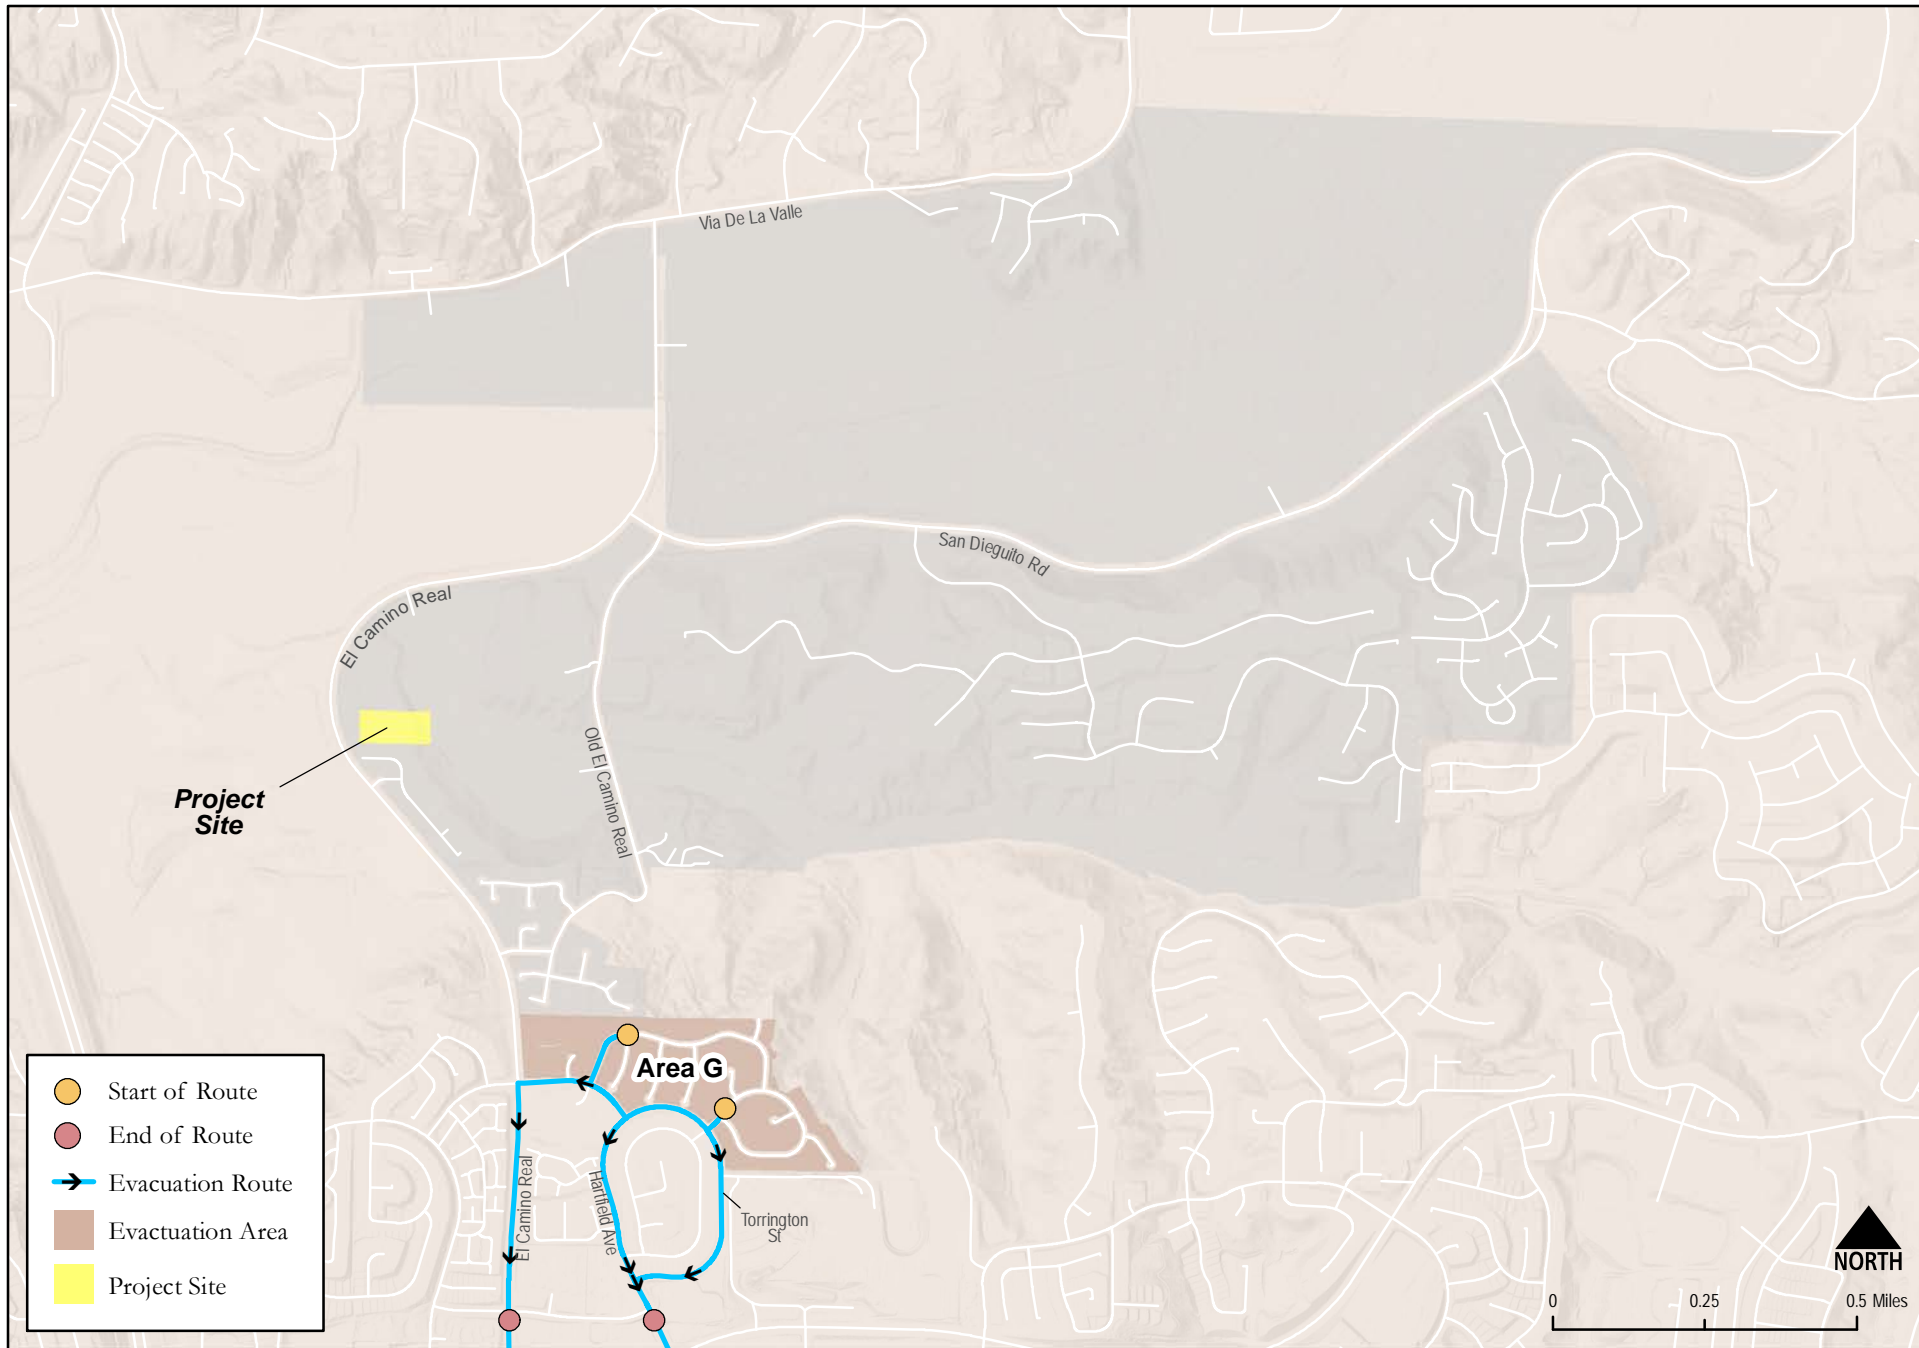 Via De La Valle
San Dieguito Rd
El Camino Real
Old El Camino Real
Project
Site
Area G
El Camino Real
Hartfield Ave
Torrington
St
Start of Route
End of Route
Evacuation Route
Evactuation Area
Project Site
NORTH
0 0.25 0.5 Miles